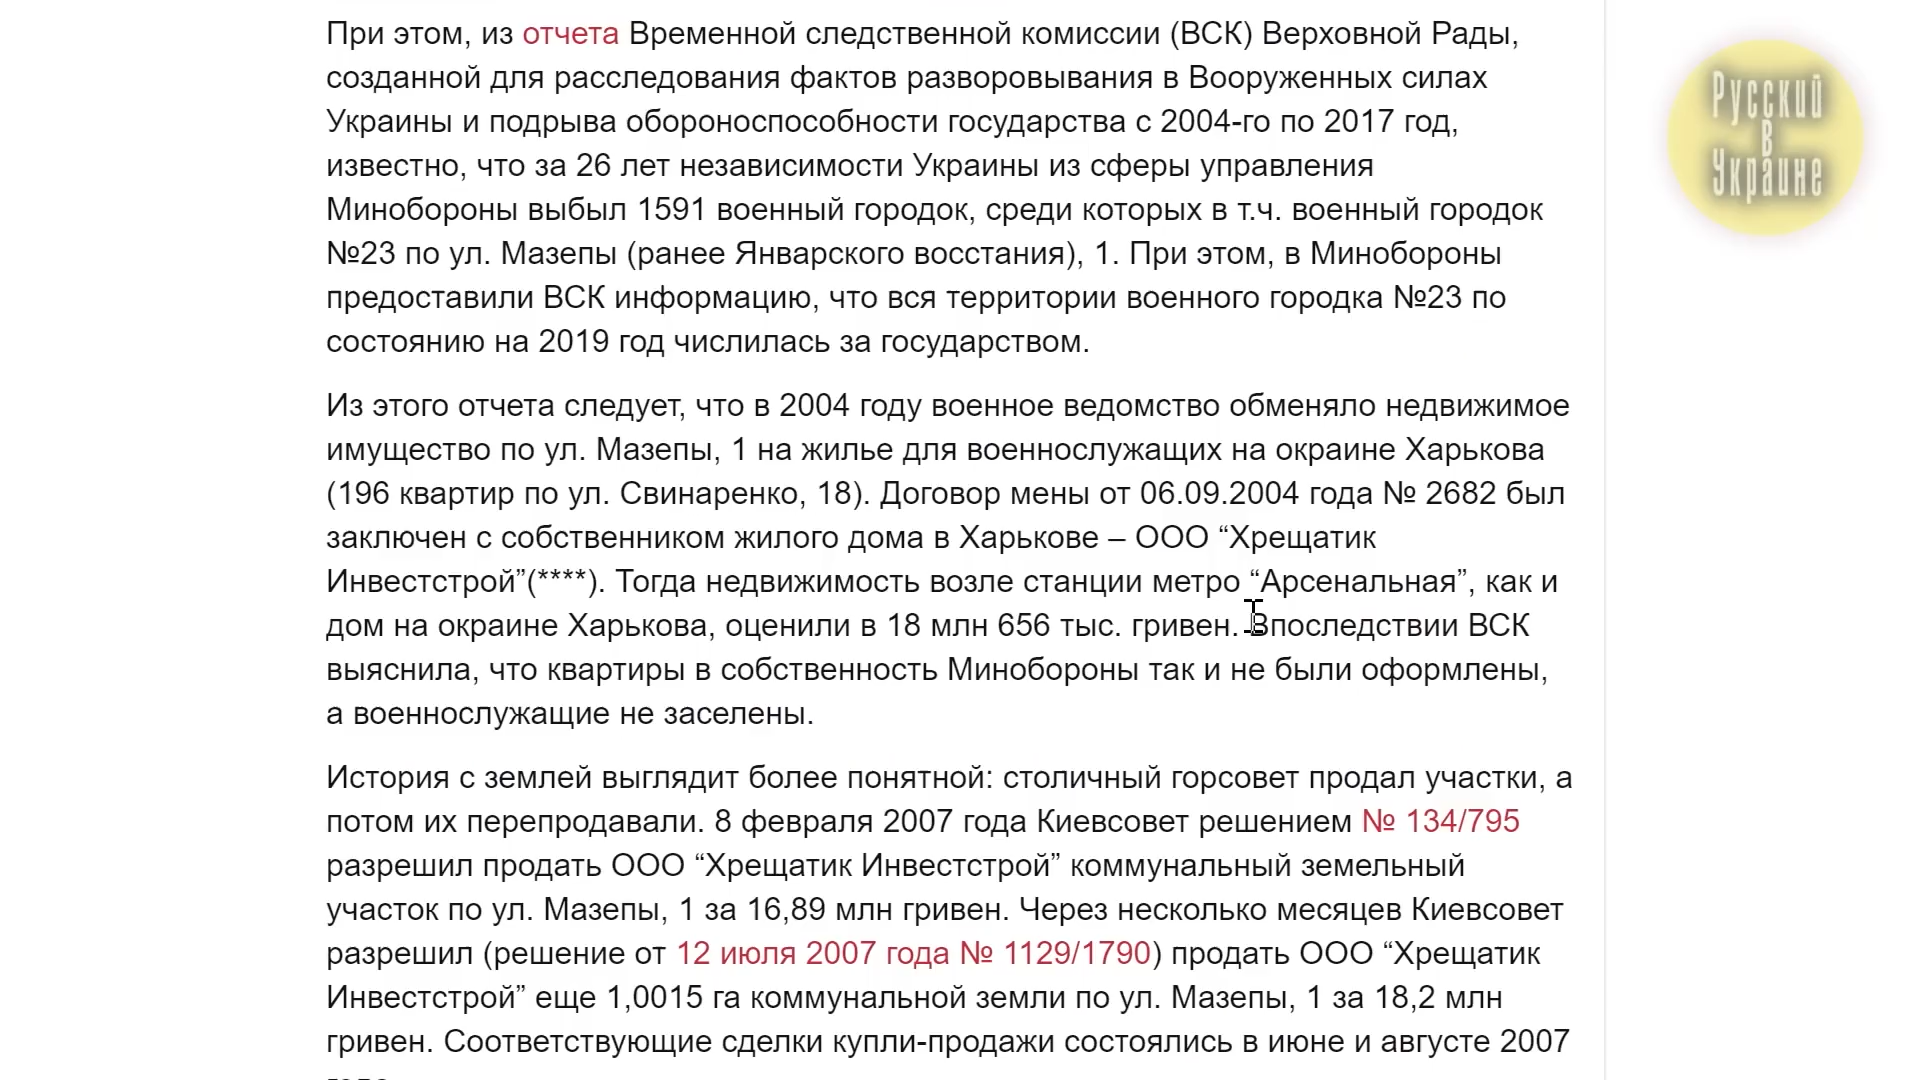 При этом, из отчета Временной следственной комиссии (ВСК) Верховной Рады,
созданной для расследования фактов разворовывания в Вооруженных силах
Украины и подрыва обороноспособности государства с 2004-го по 2017 год,
известно, что за 26 лет независимости Украины из сферы управления
Минобороны выбыл 1591 военный городок, среди которых в т.ч. военный городок
№23 по ул. Мазепы (ранее Январского восстания), 1. При этом, в Минобороны
предоставили ВСК информацию, что вся территории военного городка №23 по
состоянию на 2019 год числилась за государством.
Из этого отчета следует, что в 2004 году военное ведомство обменяло недвижимое
имущество по ул. Мазепы, 1 на жилье для военнослужащих на окраине Харькова
(196 квартир по ул. Свинаренко, 18). Договор мены от 06.09.2004 года № 2682 был
заключен с собственником жилого дома в Харькове – ООО “Хрещатик
Инвестстрой”(****). Тогда недвижимость возле станции метро “Арсенальная”, как и
дом на окраине Харькова, оценили в 18 млн 656 тыс. гривен. Впоследствии ВСК
выяснила, что квартиры в собственность Минобороны так и не были оформлены,
а военнослужащие не заселены.
История с землей выглядит более понятной: столичный горсовет продал участки, а
потом их перепродавали. 8 февраля 2007 года Киевсовет решением № 134/795
разрешил продать ООО “Хрещатик Инвестстрой” коммунальный земельный
участок по ул. Мазепы, 1 за 16,89 млн гривен. Через несколько месяцев Киевсовет
разрешил (решение от 12 июля 2007 года № 1129/1790) продать ООО “Хрещатик
Инвестстрой” еще 1,0015 га коммунальной земли по ул. Мазепы, 1 за 18,2 млн
гривен. Соответствующие сделки купли-продажи состоялись в июне и августе 2007
Русский
в
Украине